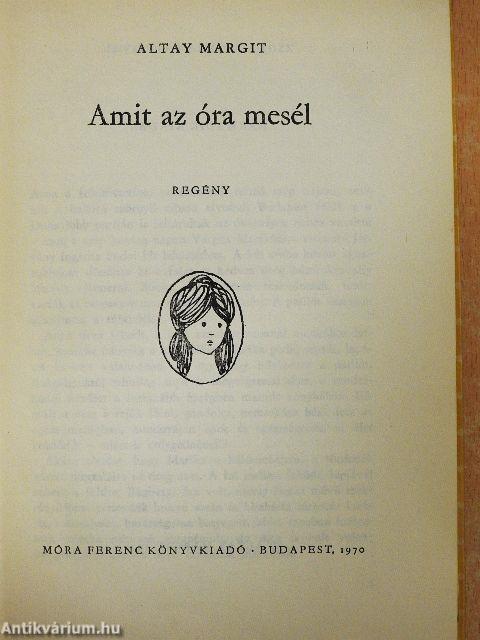 ALTAY MARGIT
Amit az óra mesél
REGÉNY
MÓRA FERENC KÖNYVKIADÓ · BUDAPEST, 1970
Antikvárium.hu